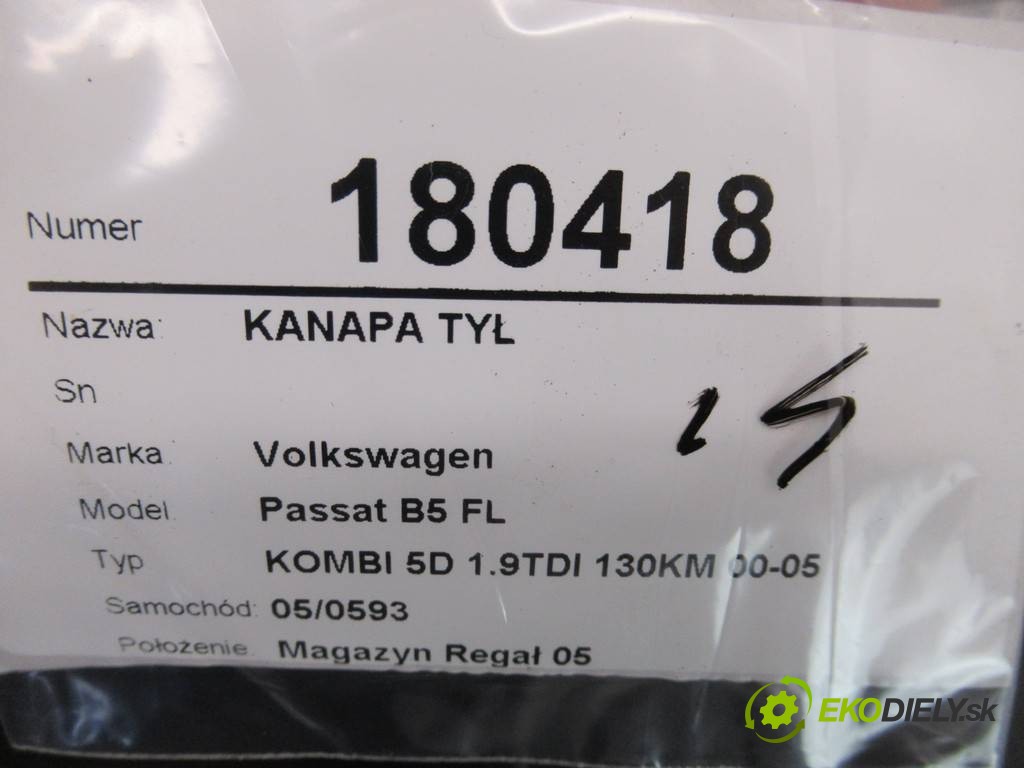 Numer 180418
Nazwa: KANAPA TYŁ
Sn
Marka: Volkswagen
Model: Passat B5 FL
Typ KOMBI 5D 1.9TDI 130KM 00-05
Samochód: 05/0593
Położenie: Magazyn Regał 05
EKODIELY.sk